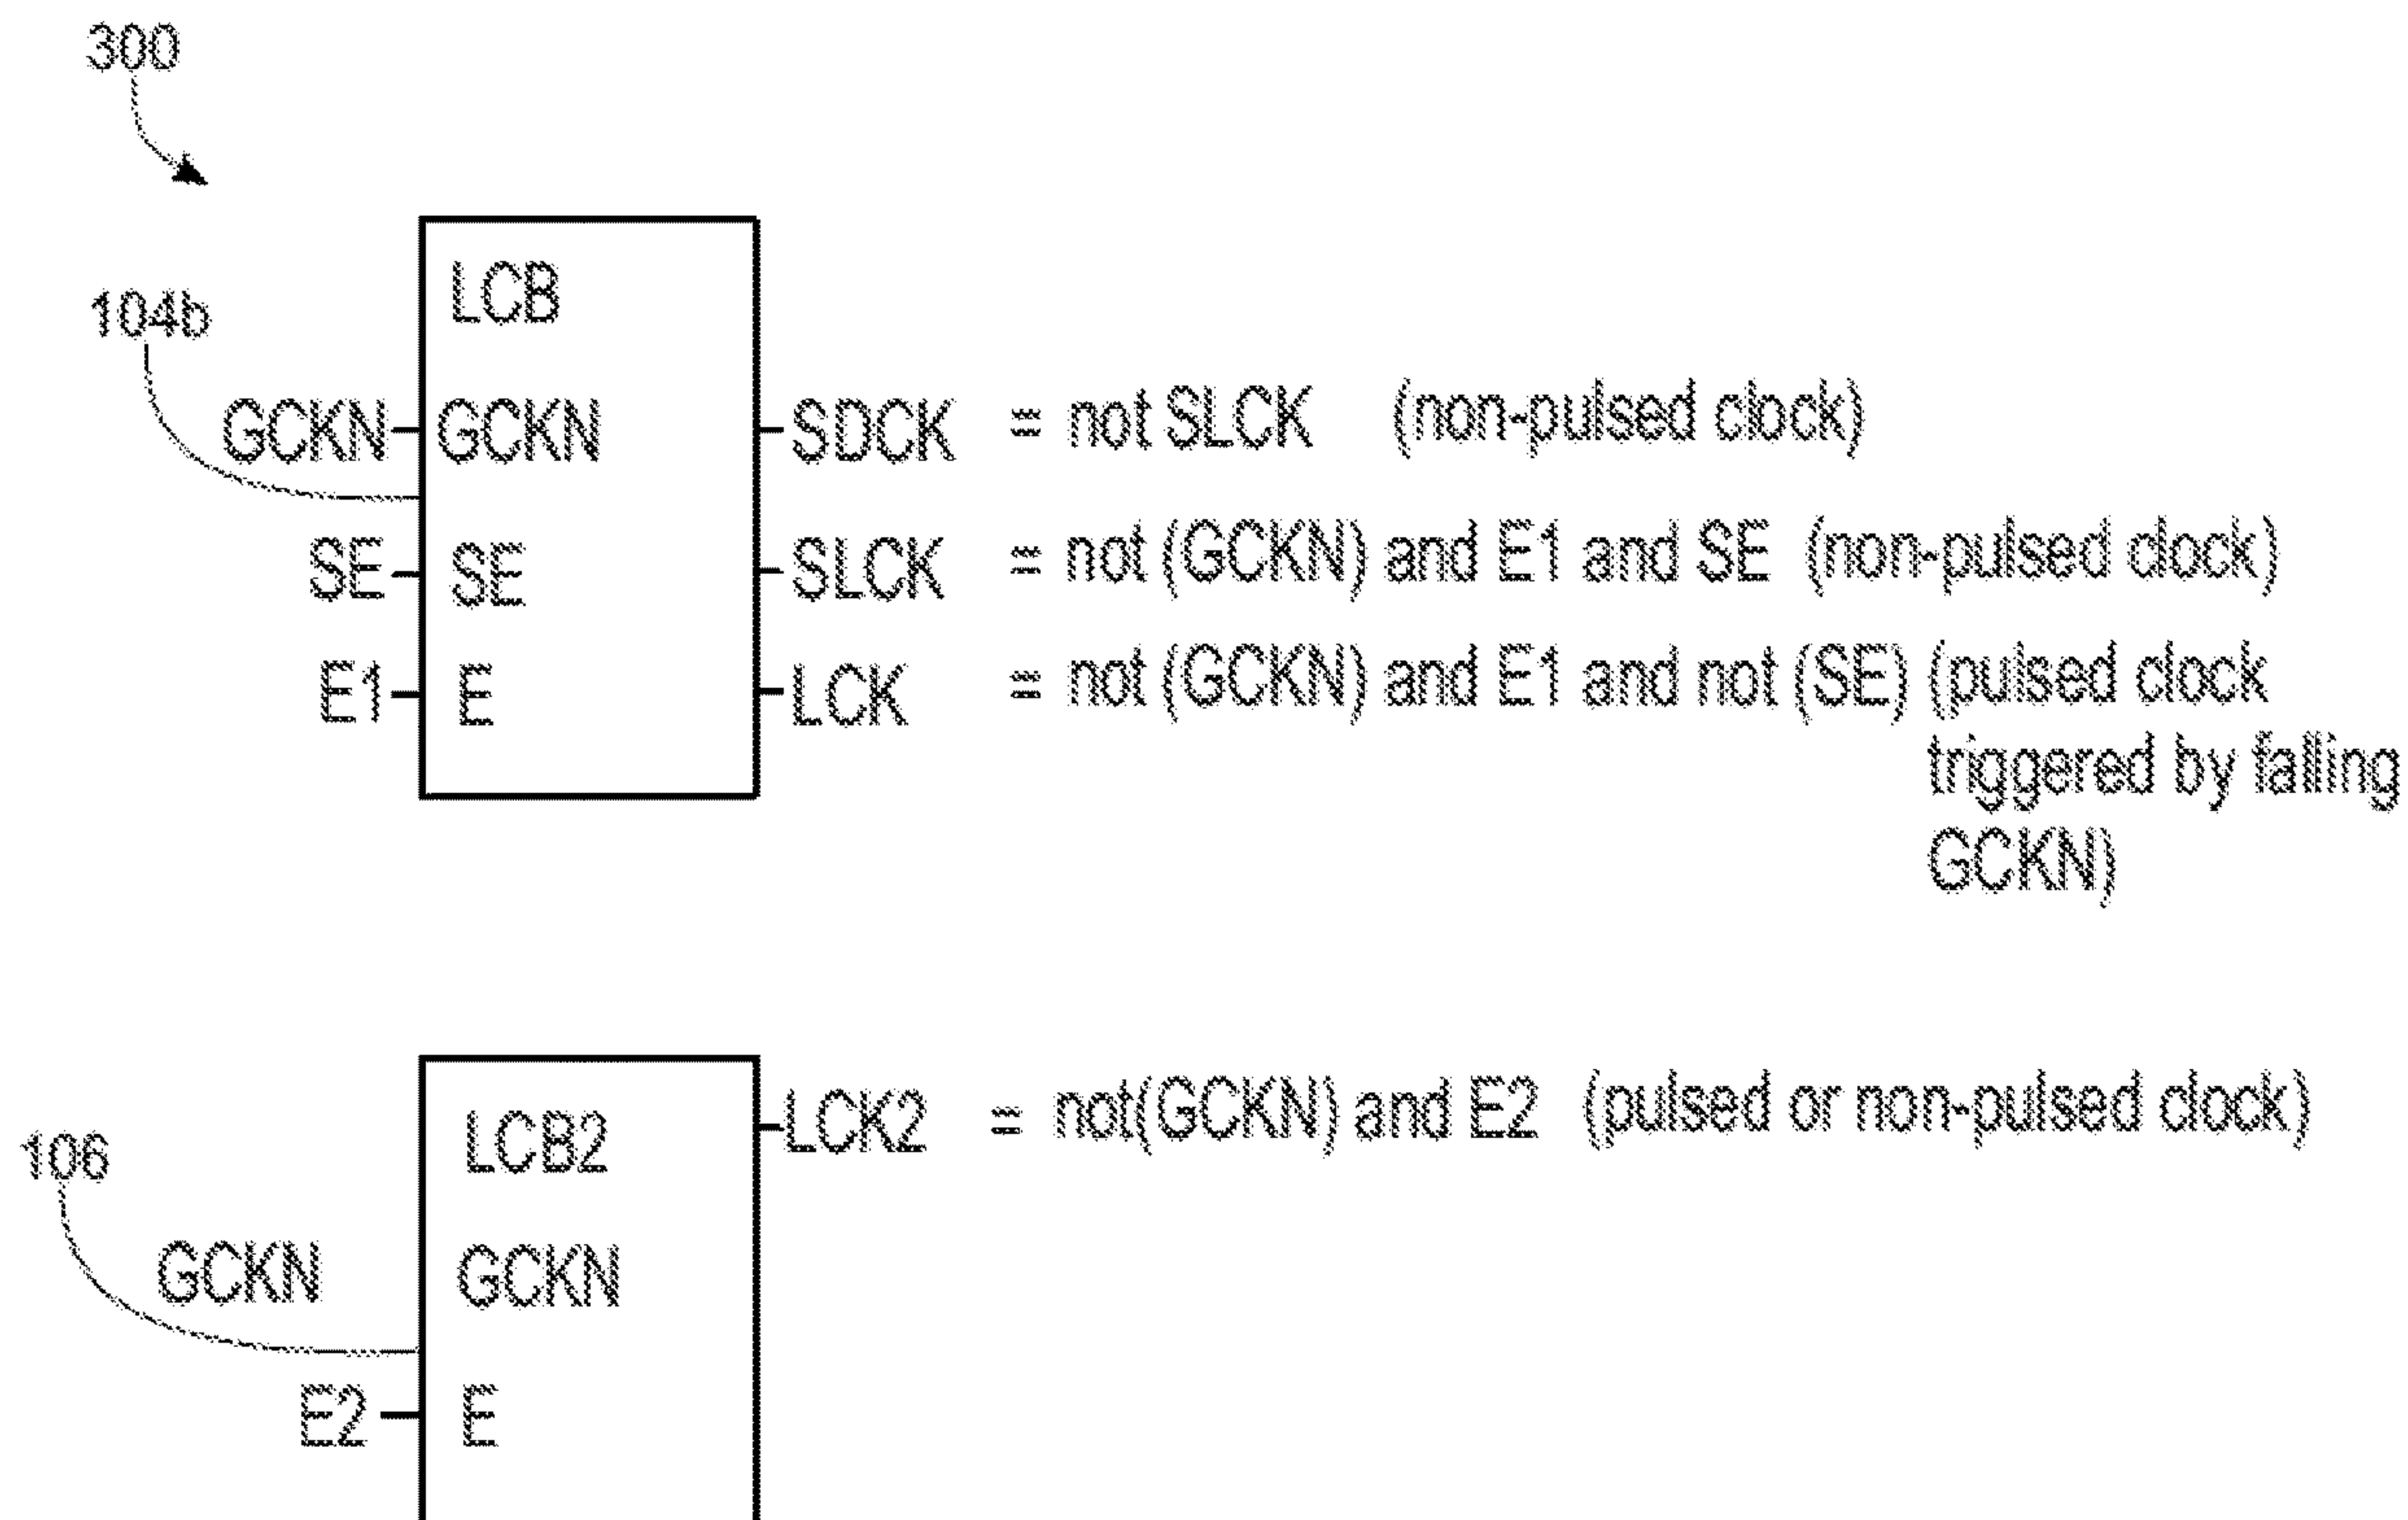 300
LCB
104b
GCKN GCKN SDCK = not SLCK (non-pulsed clock)
SE SE SLCK = not (GCKN) and E1 and SE (non-pulsed clock)
E1 E LCK = not (GCKN) and E1 and not (SE) (pulsed clock
triggered by falling
GCKN)
LCB2 LCK2 = not(GCKN) and E2 (pulsed or non-pulsed clock)
106
GCKN GCKN
E2 E